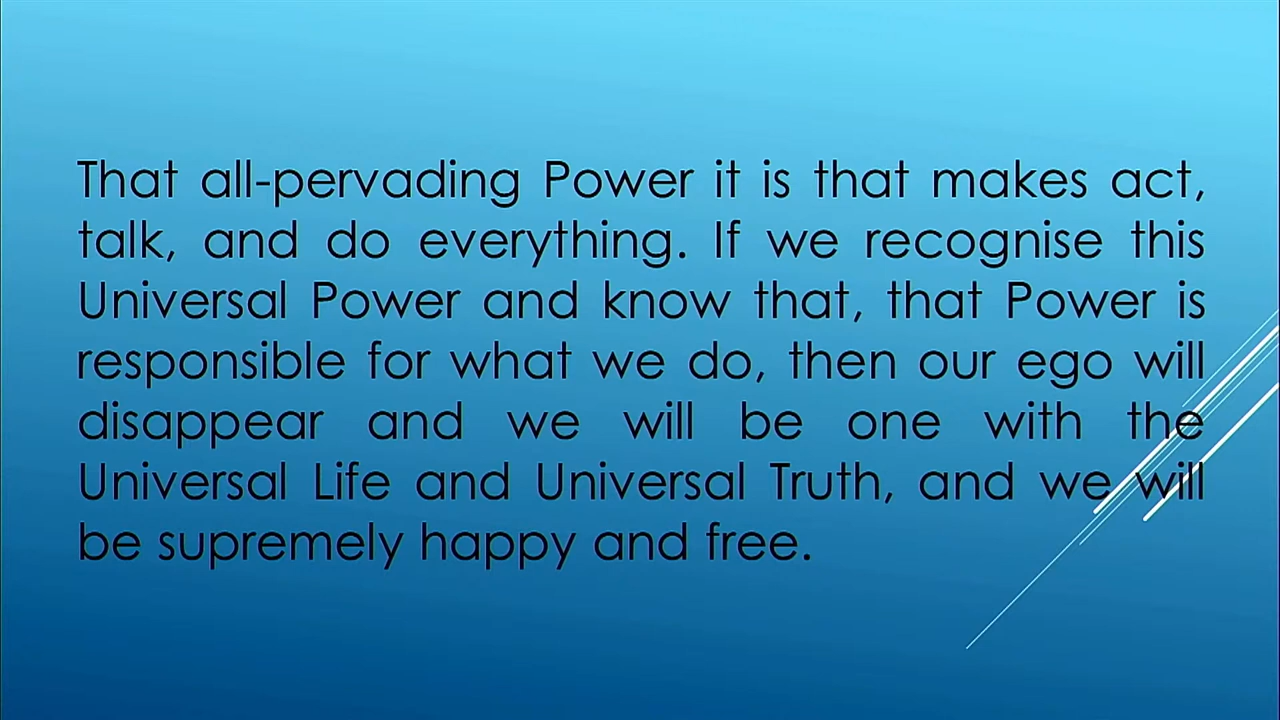 That all-pervading Power it is that makes act,
talk, and do everything. If we recognise this
Universal Power and know that, that Power is
responsible for what we do, then our ego will
disappear and we will be one with the
Universal Life and Universal Truth, and we will
be supremely happy and free.